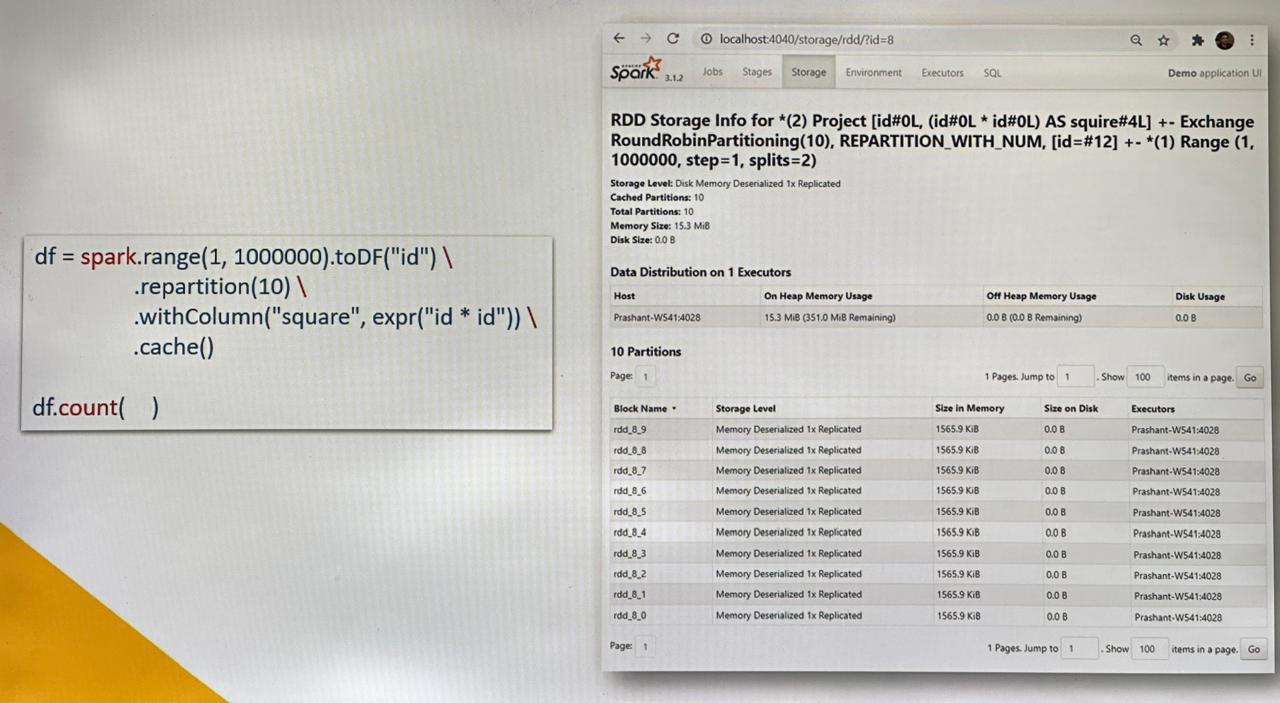 df = spark.range(1, 1000000).toDF("id") \
.repartition(10) \
.withColumn("square", expr("id * id")) \
.cache()
df.count( )
localhost:4040/storage/rdd/?id=8
APACHE Spark 3.1.2 Jobs Stages Storage Environment Executors SQL Demo application UI
RDD Storage Info for *(2) Project [id#0L, (id#0L * id#0L) AS squire#4L] +- Exchange
RoundRobinPartitioning(10), REPARTITION_WITH_NUM, [id=#12] +- *(1) Range (1,
1000000, step=1, splits=2)
Storage Level: Disk Memory Deserialized 1x Replicated
Cached Partitions: 10
Total Partitions: 10
Memory Size: 15.3 MiB
Disk Size: 0.0 B
Data Distribution on 1 Executors
Host On Heap Memory Usage Off Heap Memory Usage Disk Usage
Prashant-W541:4028 15.3 MiB (351.0 MiB Remaining) 0.0 B (0.0 B Remaining) 0.0 B
10 Partitions
Page: 1 1 Pages. Jump to 1 . Show 100 items in a page. Go
Block Name Storage Level Size in Memory Size on Disk Executors
rdd_8_9 Memory Deserialized 1x Replicated 1565.9 KiB 0.0 B Prashant-W541:4028
rdd_8_8 Memory Deserialized 1x Replicated 1565.9 KiB 0.0 B Prashant-W541:4028
rdd_8_7 Memory Deserialized 1x Replicated 1565.9 KiB 0.0 B Prashant-W541:4028
rdd_8_6 Memory Deserialized 1x Replicated 1565.9 KiB 0.0 B Prashant-W541:4028
rdd_8_5 Memory Deserialized 1x Replicated 1565.9 KiB 0.0 B Prashant-W541:4028
rdd_8_4 Memory Deserialized 1x Replicated 1565.9 KiB 0.0 B Prashant-W541:4028
rdd_8_3 Memory Deserialized 1x Replicated 1565.9 KiB 0.0 B Prashant-W541:4028
rdd_8_2 Memory Deserialized 1x Replicated 1565.9 KiB 0.0 B Prashant-W541:4028
rdd_8_1 Memory Deserialized 1x Replicated 1565.9 KiB 0.0 B Prashant-W541:4028
rdd_8_0 Memory Deserialized 1x Replicated 1565.9 KiB 0.0 B Prashant-W541:4028
Page: 1 1 Pages. Jump to 1 . Show 100 items in a page. Go